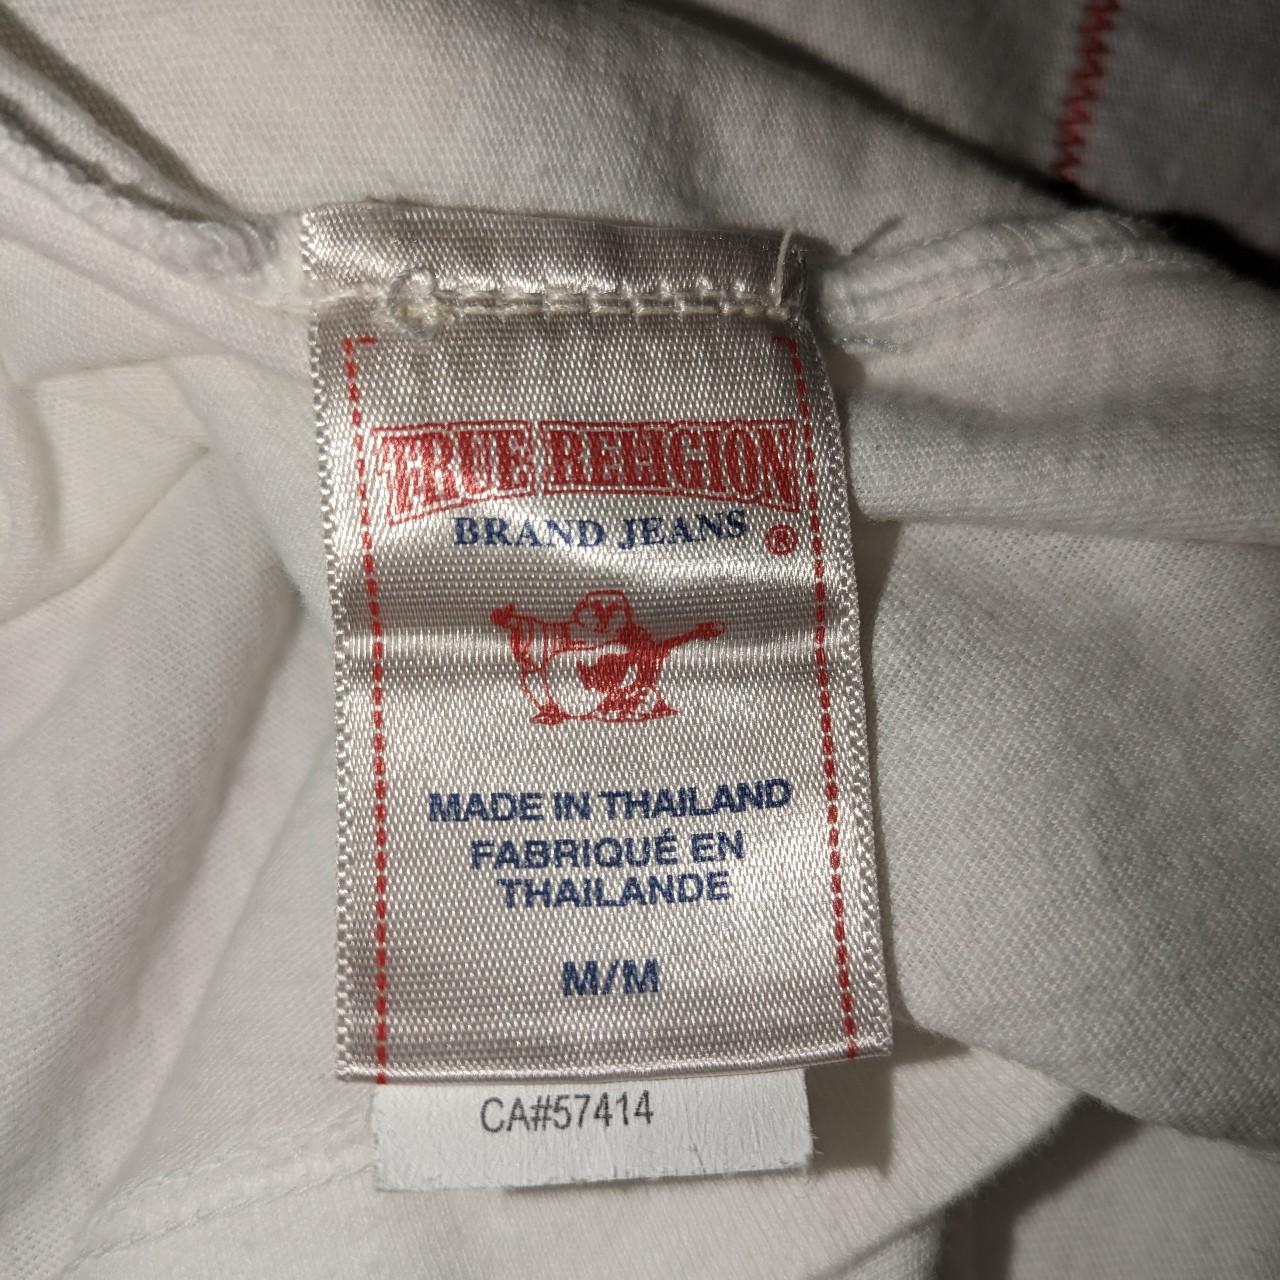 TRUE RELIGION
BRAND JEANS ®
MADE IN THAILAND
FABRIQUÉ EN
THAILANDE
M/M
CA#57414